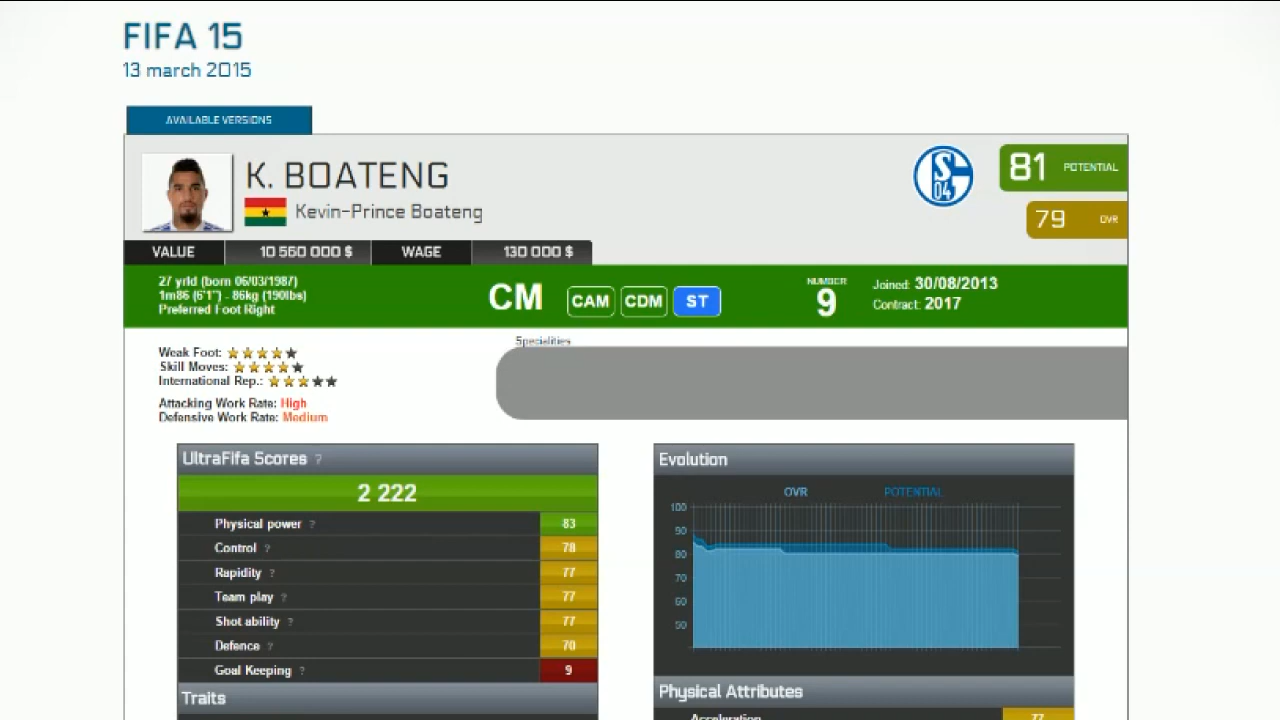 FIFA 15
13 march 2015
AVAILABLE VERSIONS
K. BOATENG
Kevin-Prince Boateng
S 04
81 POTENTIAL
79 OVR
VALUE 10 560 000 $ WAGE 130 000 $
27 yrld (born 06/03/1987)
1m86 (6'1") - 86kg (190lbs)
Preferred Foot Right
CM CAM CDM ST
NUMBER
9
Joined: 30/08/2013
Contract: 2017
Weak Foot:
Skill Moves:
International Rep.:
Attacking Work Rate: High
Defensive Work Rate: Medium
Specialities
UltraFifa Scores ?
2 222
Physical power ? 83
Control ? 78
Rapidity ? 77
Team play ? 77
Shot ability ? 77
Defence ? 70
Goal Keeping ? 9
Traits
Evolution
OVR POTENTIAL
100
90
80
70
60
50
Physical Attributes
Acceleration 77